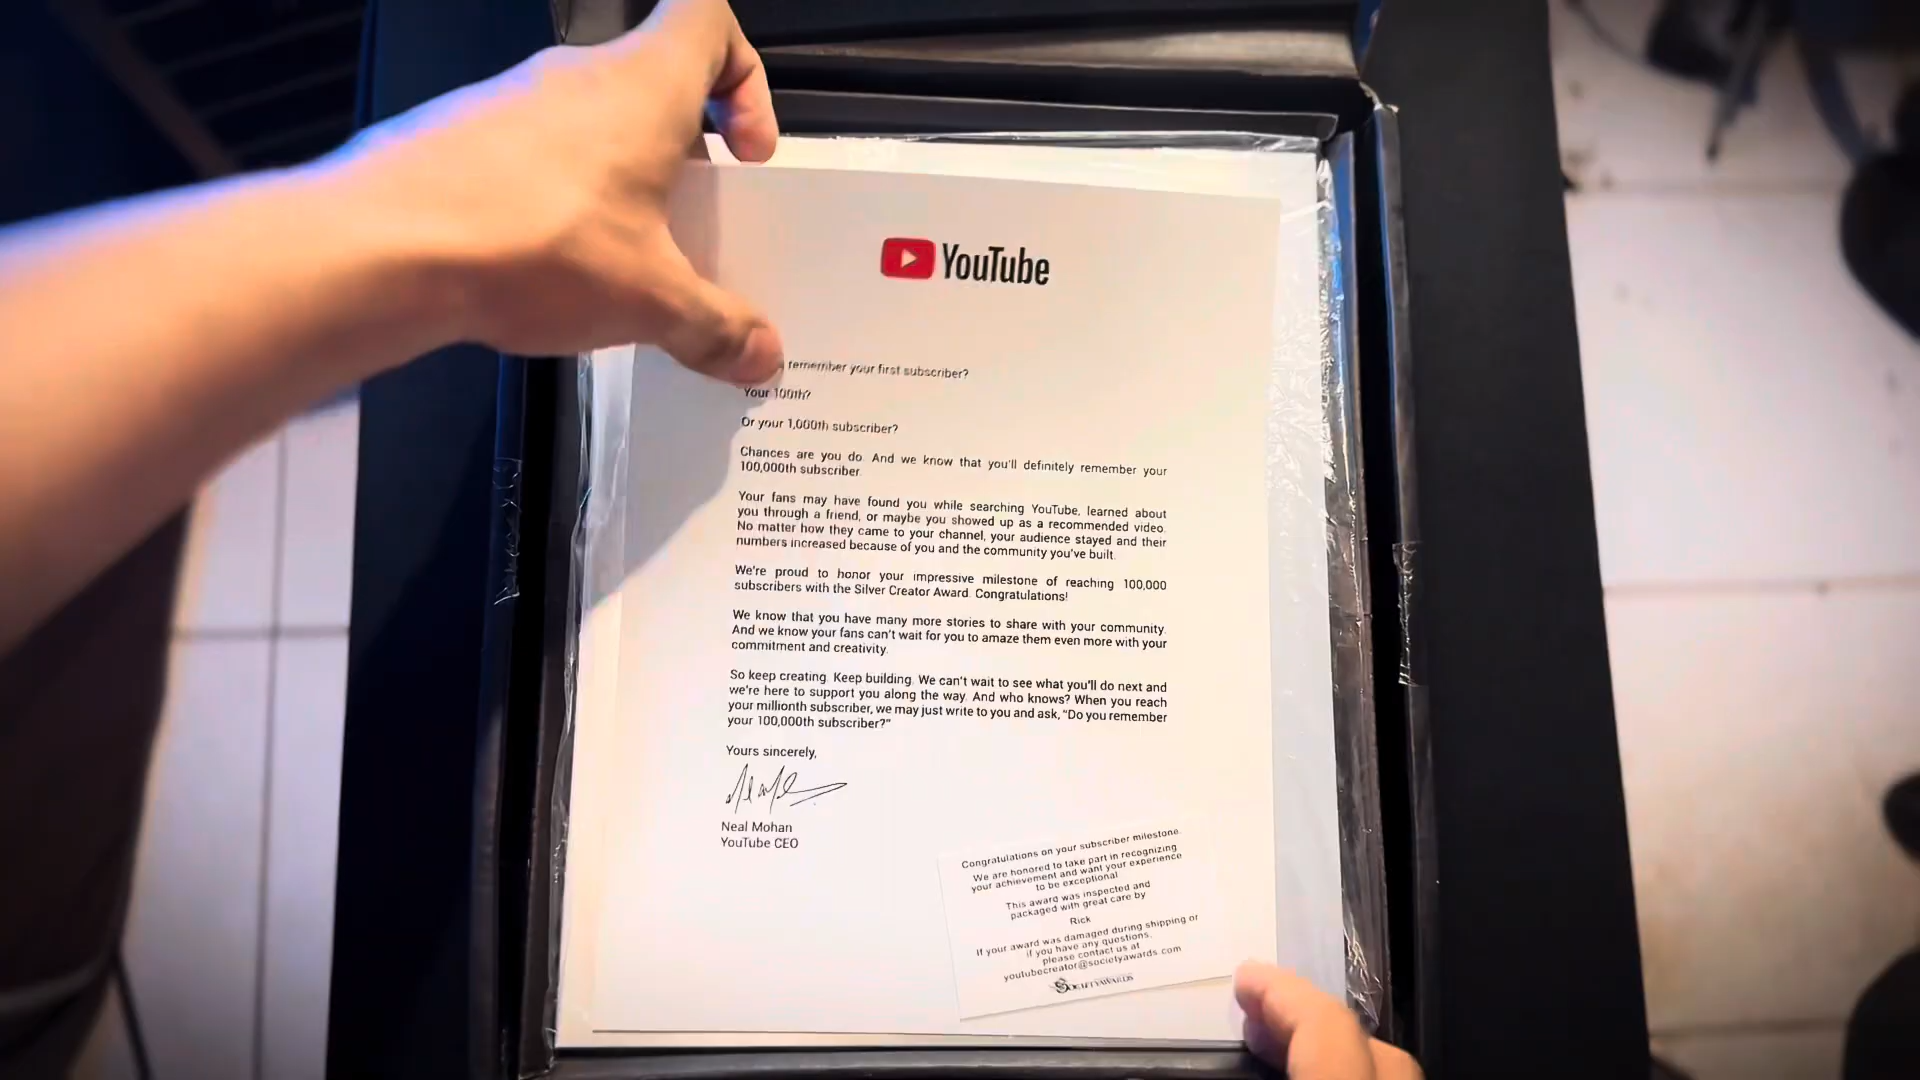 YouTube
remember your first subscriber?
Your 100th?
Or your 1,000th subscriber?
Chances are you do. And we know that you'll definitely remember your
100,000th subscriber.
Your fans may have found you while searching YouTube, learned about
you through a friend, or maybe you showed up as a recommended video.
No matter how they came to your channel, your audience stayed and their
numbers increased because of you and the community you've built.
We're proud to honor your impressive milestone of reaching 100,000
subscribers with the Silver Creator Award. Congratulations!
We know that you have many more stories to share with your community.
And we know your fans can't wait for you to amaze them even more with your
commitment and creativity.
So keep creating. Keep building. We can't wait to see what you'll do next and
we're here to support you along the way. And who knows? When you reach
your millionth subscriber, we may just write to you and ask, “Do you remember
your 100,000th subscriber?”
Yours sincerely,
Neal Mohan
YouTube CEO
Congratulations on your subscriber milestone.
We are honored to take part in recognizing
your achievement and want your experience
to be exceptional
This award was inspected and
packaged with great care by
Rick
If your award was damaged during shipping or
if you have any questions,
please contact us at
youtubecreator@societyawards.com
SOCIETYAWARDS